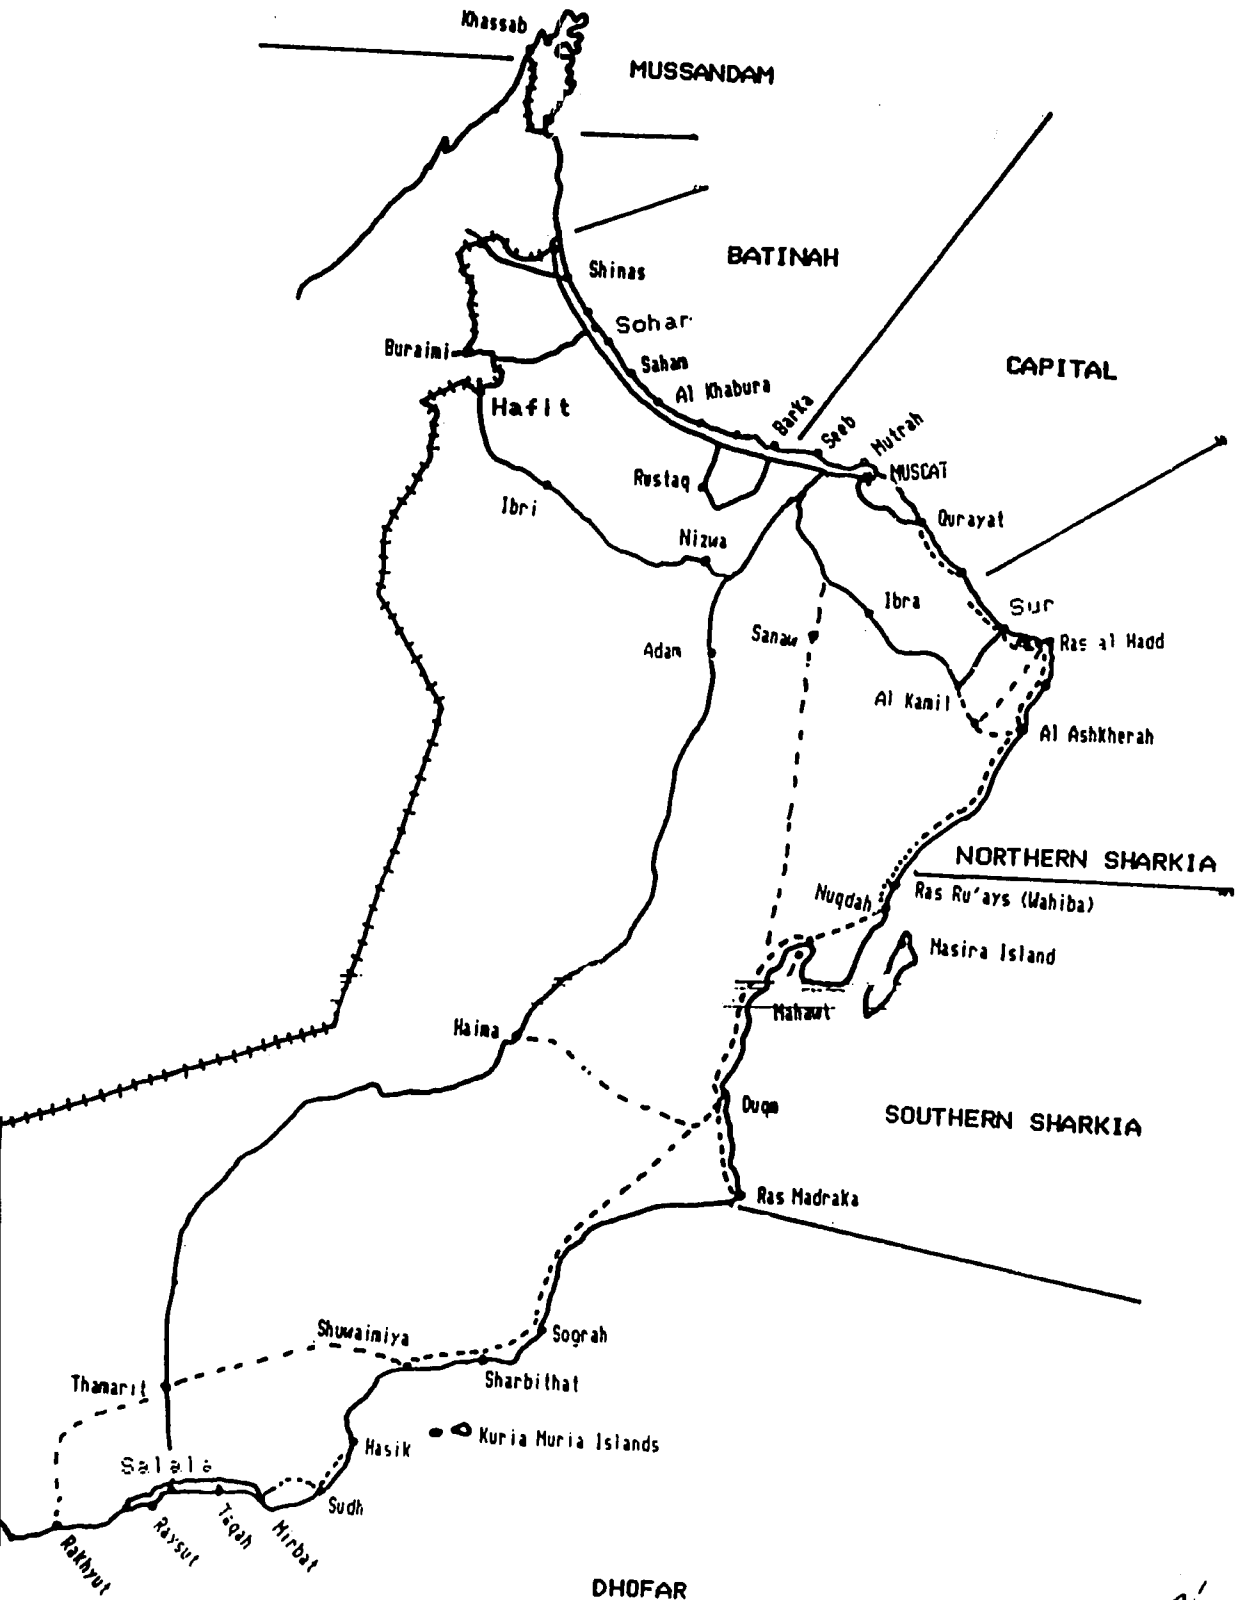 Khassab
MUSSANDAM
BATINAH
Shinas
Sohar
Buraimi
Saham
CAPITAL
Al Khabura
Hafit
Barka
Seeb
Mutrah
MUSCAT
Rustaq
Ibri
Qurayat
Nizwa
Ibra
Sur
Sanaw
Adam
Ras al Hadd
Al Kamil
Al Ashkherah
NORTHERN SHARKIA
Nuqdah
Ras Ru'ays (Wahiba)
Masira Island
Mahawt
Haima
Duqm
SOUTHERN SHARKIA
Ras Madraka
Shuwaimiya
Soqrah
Thamarit
Sharbithat
Hasik
Kuria Muria Islands
Salala
Sudh
Rakhyut
Raysut
Taqah
Mirbat
DHOFAR